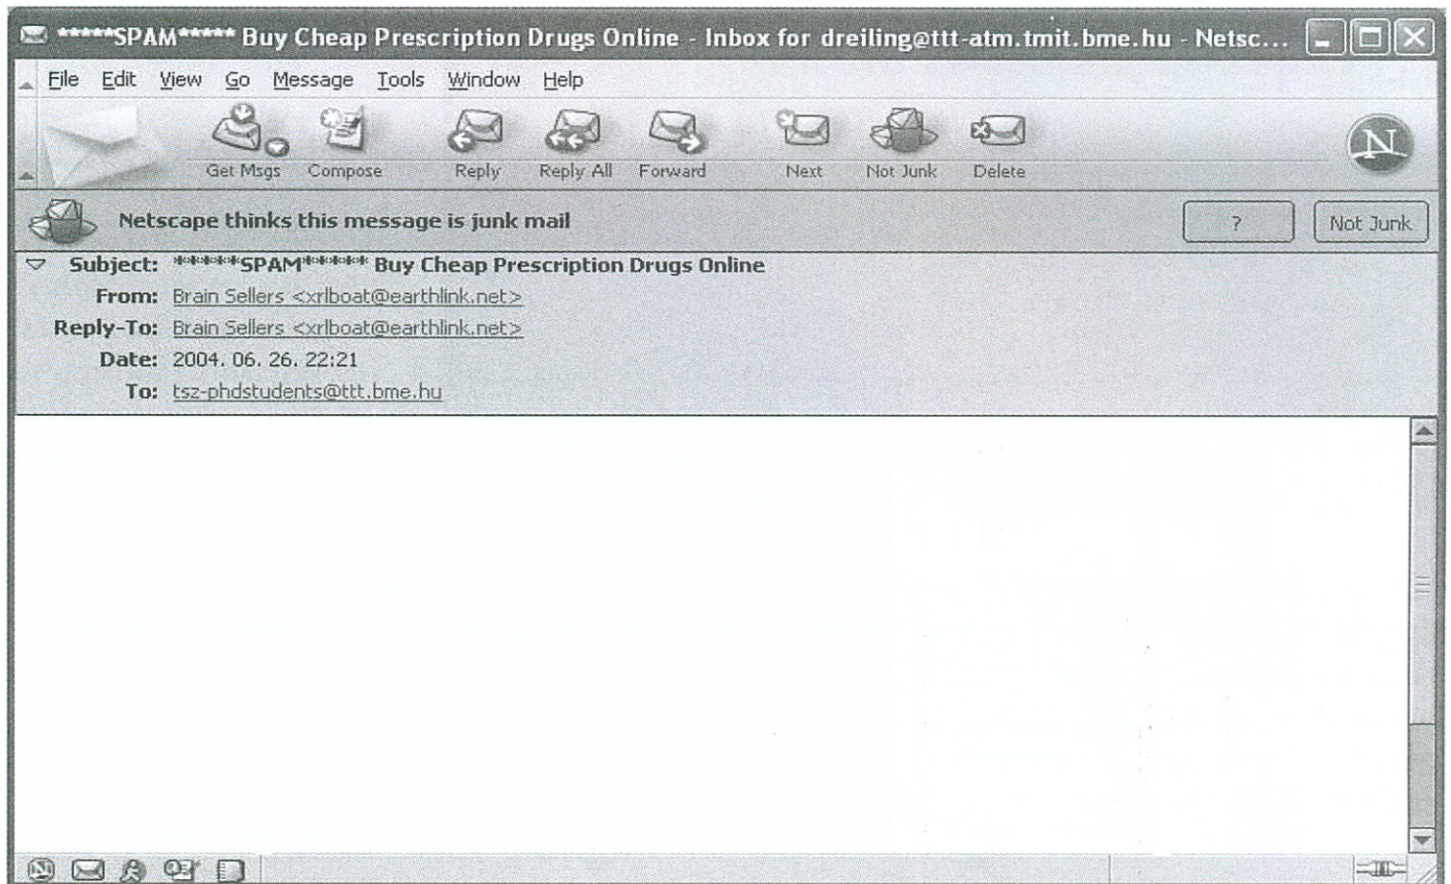 *****SPAM***** Buy Cheap Prescription Drugs Online - Inbox for dreiling@ttt-atm.tmit.bme.hu - Netsc...
File Edit View Go Message Tools Window Help
Get Msgs Compose Reply Reply All Forward Next Not Junk Delete
N
Netscape thinks this message is junk mail ? Not Junk
Subject: *****SPAM***** Buy Cheap Prescription Drugs Online
From: Brain Sellers <xrlboat@earthlink.net>
Reply-To: Brain Sellers <xrlboat@earthlink.net>
Date: 2004. 06. 26. 22:21
To: tsz-phdstudents@ttt.bme.hu